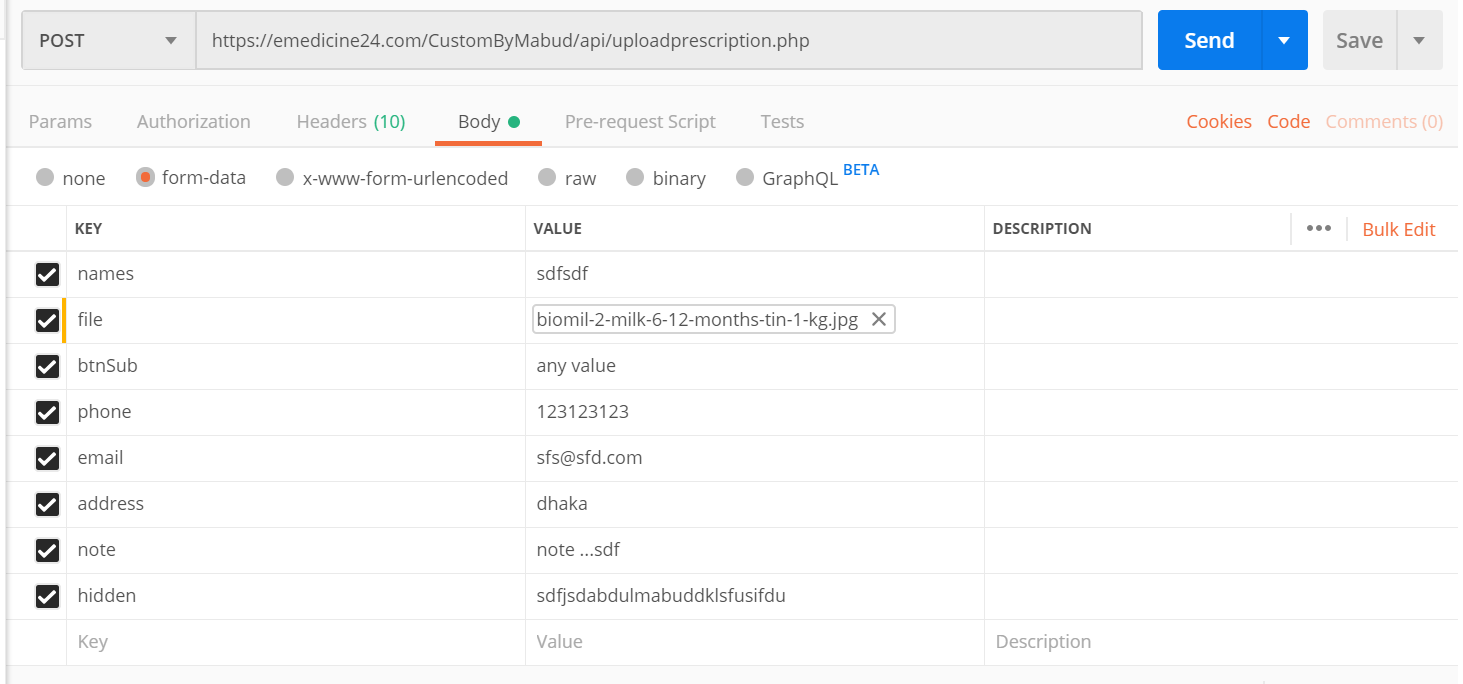 POST https://emedicine24.com/CustomByMabud/api/uploadprescription.php Send Save
Params Authorization Headers (10) Body Pre-request Script Tests Cookies Code Comments (0)
none form-data x-www-form-urlencoded raw binary GraphQL BETA
KEY VALUE DESCRIPTION ••• Bulk Edit
names sdfsdf
file biomil-2-milk-6-12-months-tin-1-kg.jpg
btnSub any value
phone 123123123
email sfs@sfd.com
address dhaka
note note ...sdf
hidden sdfjsdabdulmabuddklsfusifdu
Key Value Description